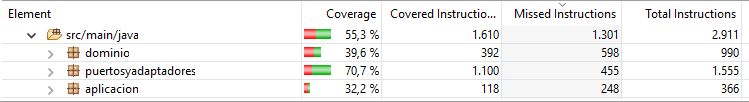 Element Coverage Covered Instructio... Missed Instructions Total Instructions
src/main/java 55,3 % 1.610 1.301 2.911
dominio 39,6 % 392 598 990
puertosyadaptadores 70,7 % 1.100 455 1.555
aplicacion 32,2 % 118 248 366